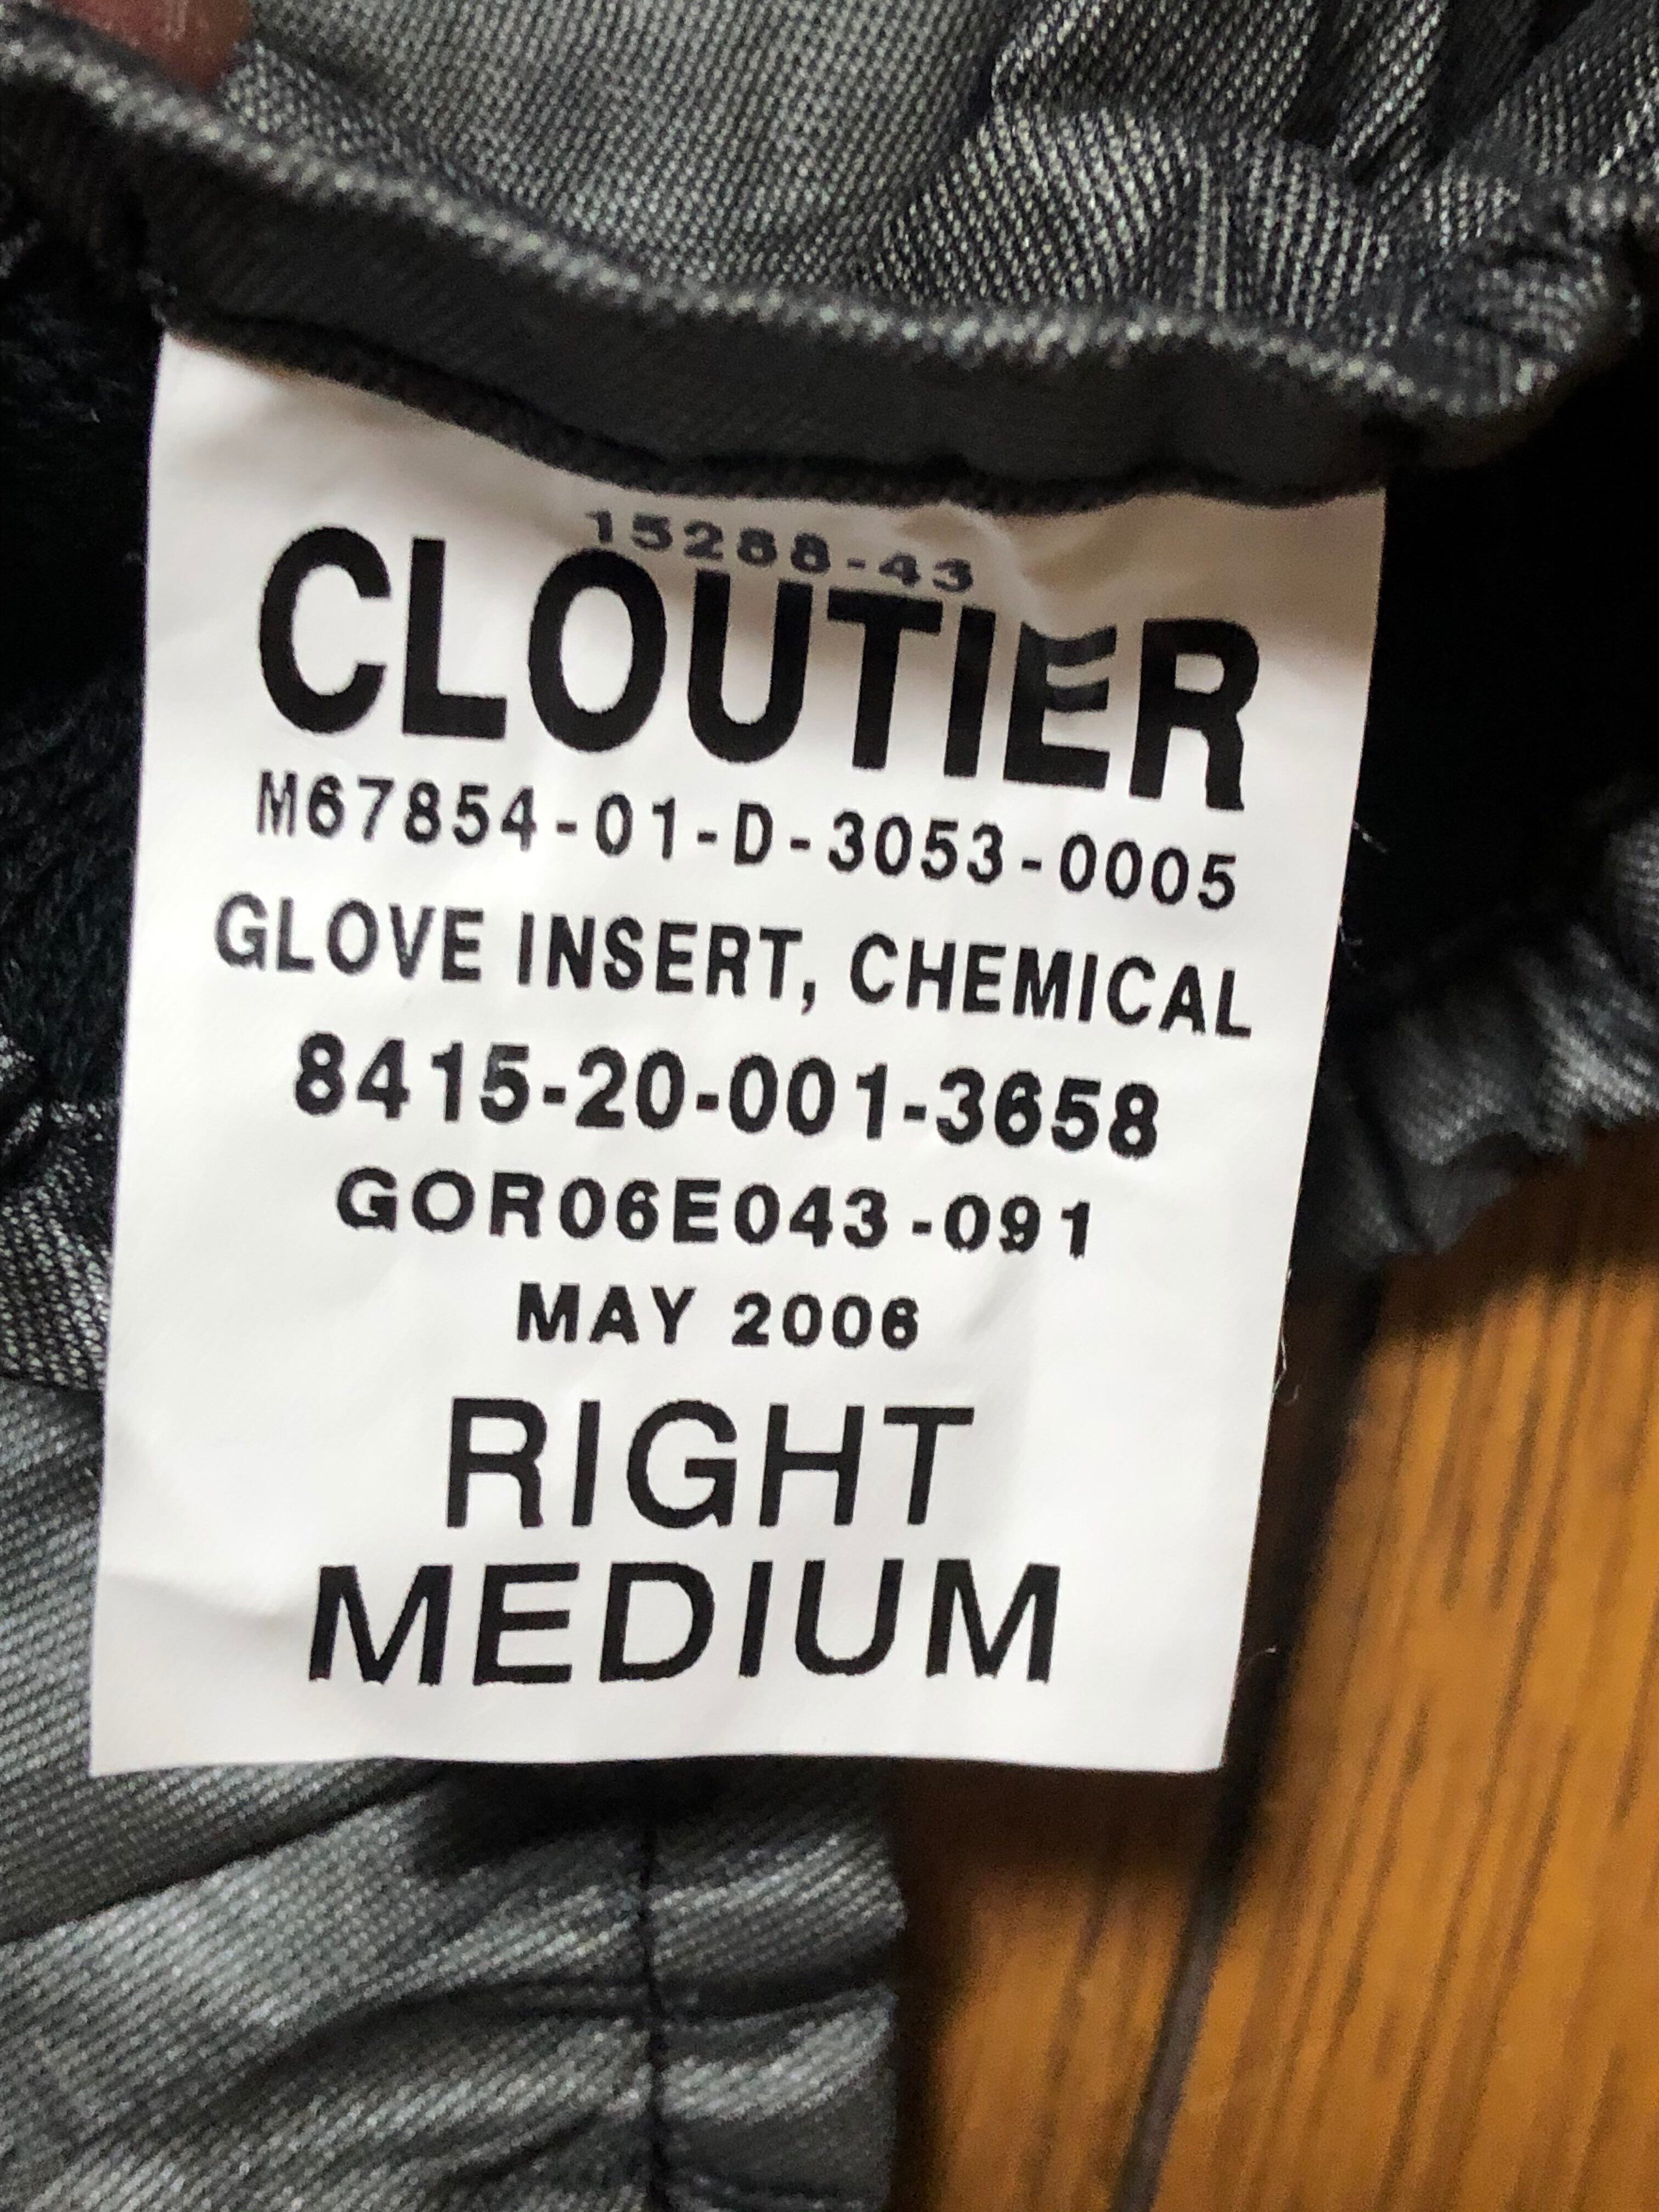 15288-43
CLOUTIER
M67854-01-D-3053-0005
GLOVE INSERT, CHEMICAL
8415-20-001-3658
GOR06E043-091
MAY 2006
RIGHT
MEDIUM